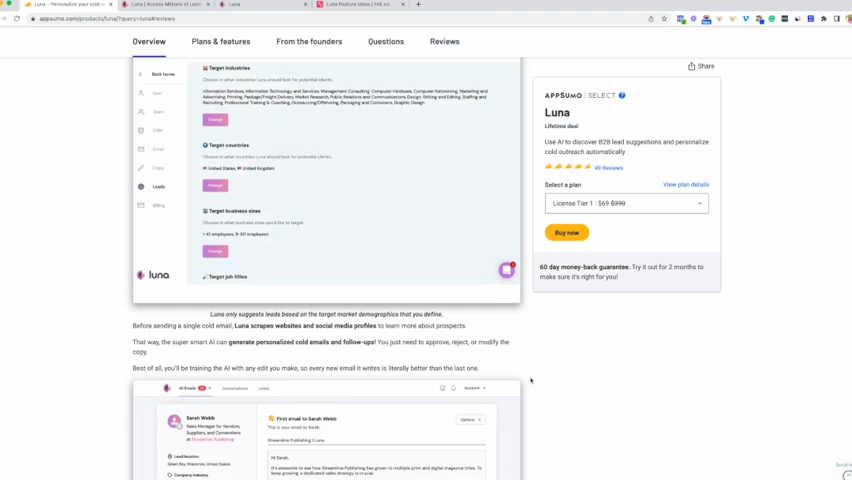 Luna - Personalize your cold e
Luna | Access Millions of Leads
Luna
Luna Feature Ideas | Frill.co
appsumo.com/products/luna/?query=luna#reviews
Overview
Plans & features
From the founders
Questions
Reviews
Share
Back home
User
Team
CRM
Email
Copy
Leads
Billing
luna.
Target industries
Choose in what industries Luna should look for potential clients.
Information Services, Information Technology and Services, Management Consulting, Computer Hardware, Computer Networking, Marketing and
Advertising, Printing, Package/Freight Delivery, Market Research, Public Relations and Communications, Design, Writing and Editing, Staffing and
Recruiting, Professional Training & Coaching, Outsourcing/Offshoring, Packaging and Containers, Graphic Design
Change
Target countries
Choose in what countries Luna should look for potential clients.
United States, United Kingdom
Change
Target business sizes
Choose in what business sizes you'd like to target
1-10 employees, 11-50 employees
Change
Target job titles
Luna only suggests leads based on the target market demographics that you define.
Before sending a single cold email, Luna scrapes websites and social media profiles to learn more about prospects.
That way, the super smart AI can generate personalized cold emails and follow-ups! You just need to approve, reject, or modify the
copy.
Best of all, you'll be training the AI with any edit you make, so every new email it writes is literally better than the last one.
All Emails
Conversations
Leads
Account
Sarah Webb
Sales Manager for Vendors,
Suppliers, and Conventions
at Streamline Publishing
Lead location
Green Bay, Wisconsin, United States
Company industry
First email to Sarah Webb
Options
This is your email to Sarah
Streamline Publishing | Luna
Hi Sarah,
It's awesome to see how Streamline Publishing has grown to multiple print and digital magazine titles. To
keep growing, a dedicated sales strategy is crucial.
APPSUMO | SELECT
Luna
Lifetime deal
Use AI to discover B2B lead suggestions and personalize
cold outreach automatically
49 Reviews
Select a plan
View plan details
License Tier 1 : $69 $390
Buy now
60 day money-back guarantee. Try it out for 2 months to
make sure it's right for you!